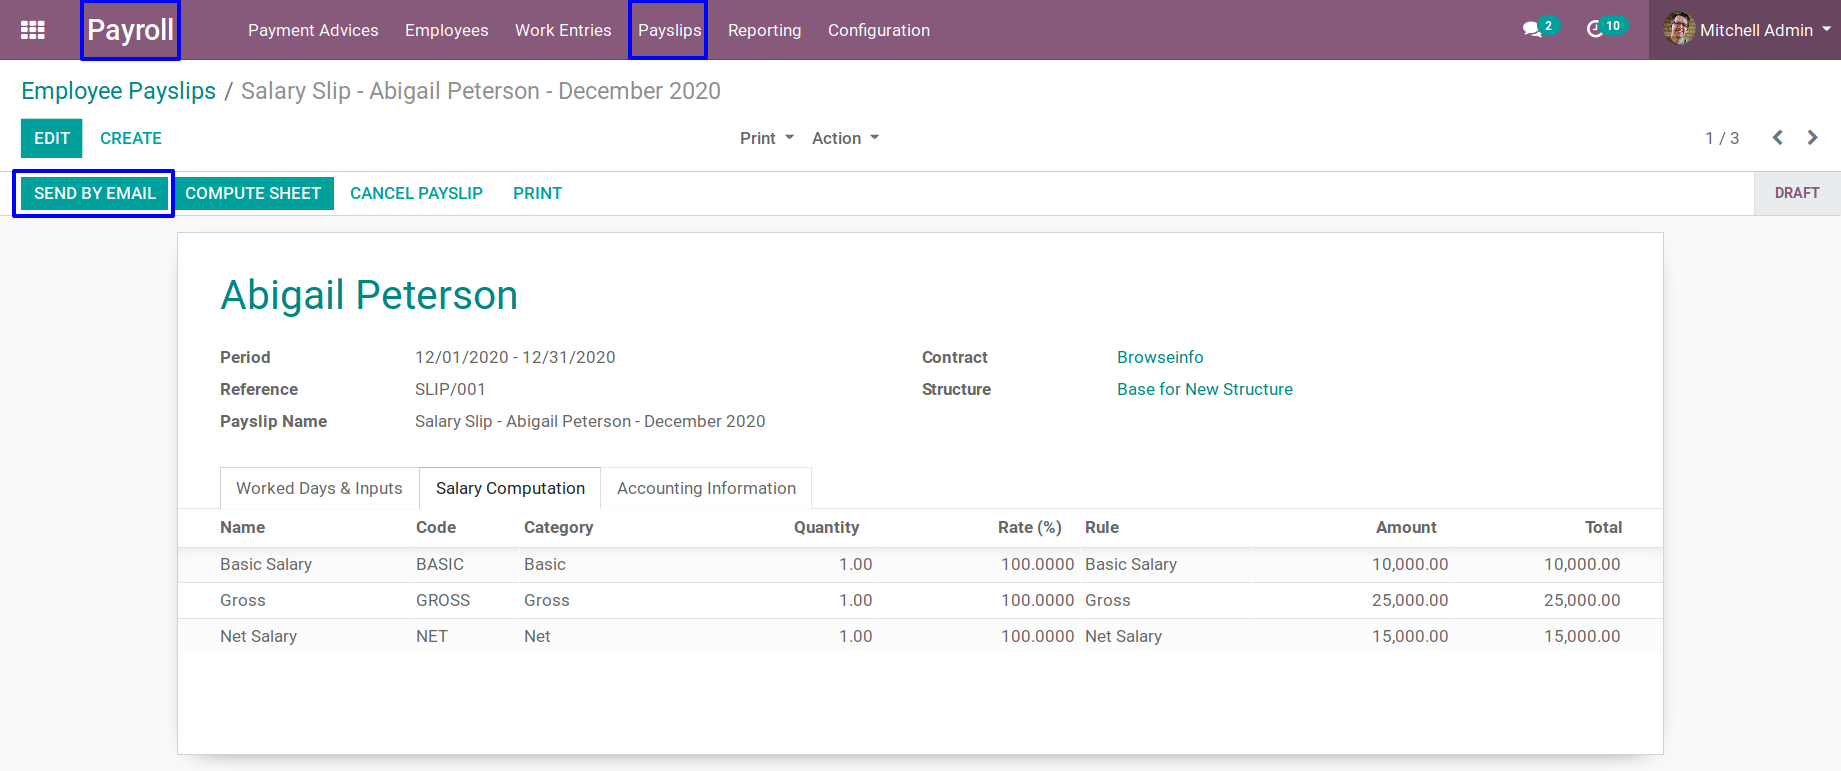 Payroll Payment Advices Employees Work Entries Payslips Reporting Configuration 2 10 Mitchell Admin
Employee Payslips / Salary Slip - Abigail Peterson - December 2020
EDIT CREATE Print Action 1 / 3
SEND BY EMAIL COMPUTE SHEET CANCEL PAYSLIP PRINT DRAFT
Abigail Peterson
Period 12/01/2020 - 12/31/2020 Contract Browseinfo
Reference SLIP/001 Structure Base for New Structure
Payslip Name Salary Slip - Abigail Peterson - December 2020
Worked Days & Inputs Salary Computation Accounting Information
Name Code Category Quantity Rate (%) Rule Amount Total
Basic Salary BASIC Basic 1.00 100.0000 Basic Salary 10,000.00 10,000.00
Gross GROSS Gross 1.00 100.0000 Gross 25,000.00 25,000.00
Net Salary NET Net 1.00 100.0000 Net Salary 15,000.00 15,000.00